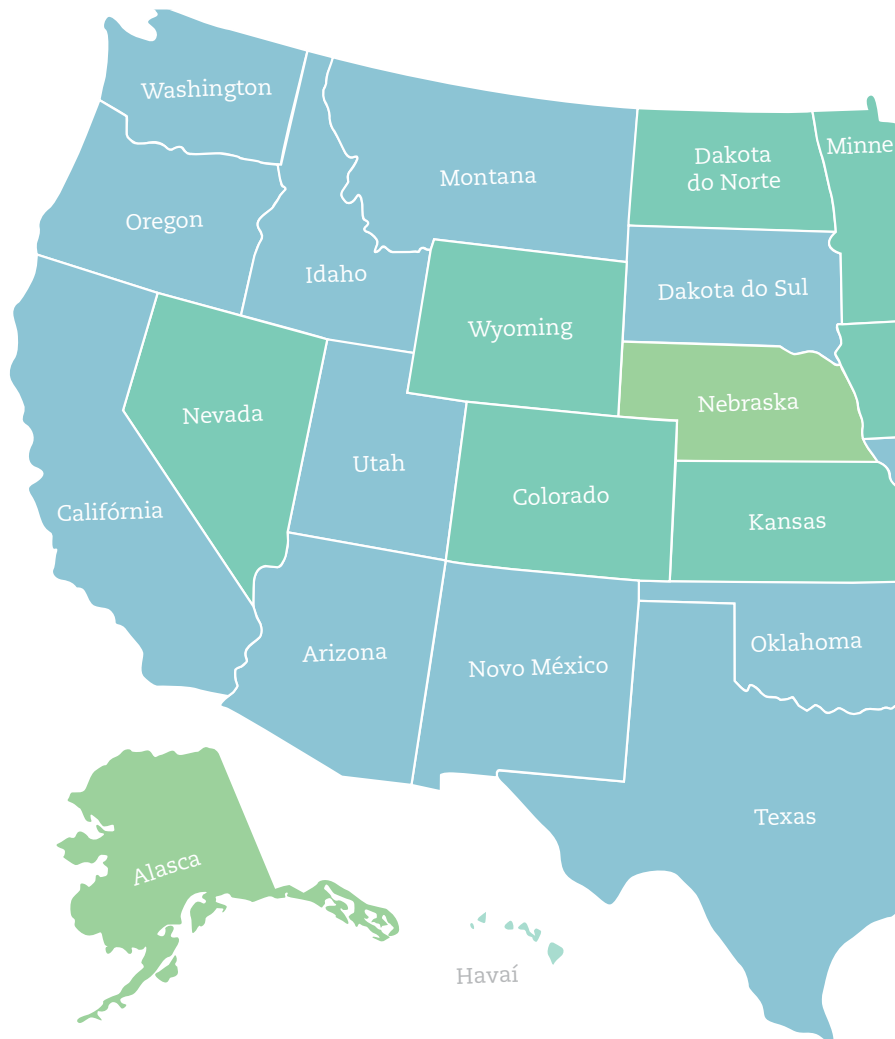 Washington
Dakota
do Norte
Minne
Montana
Oregon
Idaho
Dakota do Sul
Wyoming
Nebraska
Nevada
Utah
Colorado
Califórnia
Kansas
Arizona
Novo México
Oklahoma
Texas
Alasca
Havaí